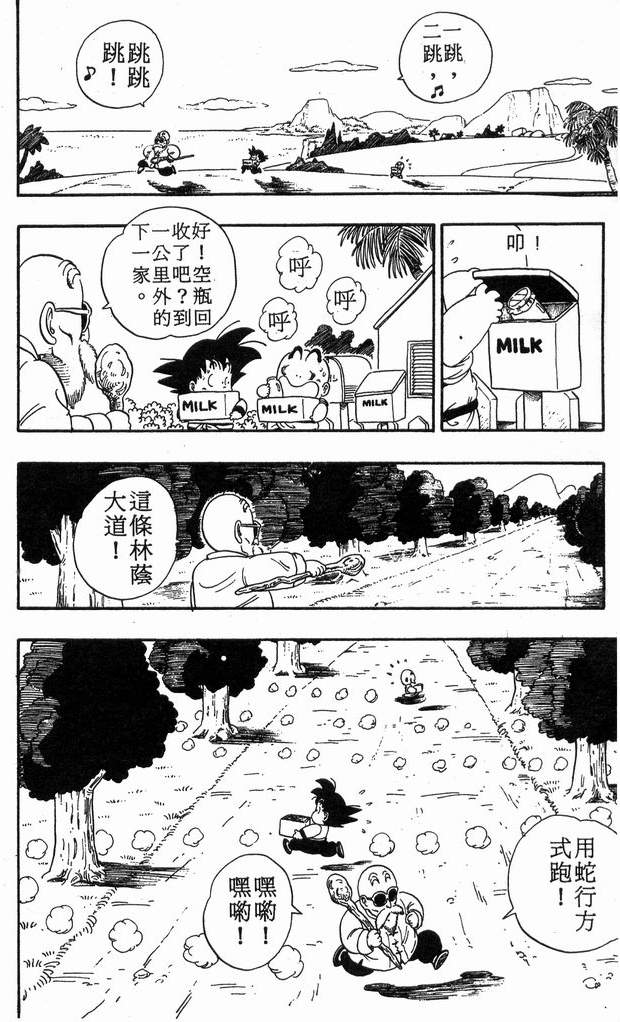 一跳，
二跳，♪
跳跳
跳！♪
叩！
MILK
好！空瓶回
收了吧？到
一公里外的
下一家。
呼
呼
呼
MILK
MILK
MILK
這條林蔭
大道！
用蛇行方
式跑！
嘿喲！
嘿喲！